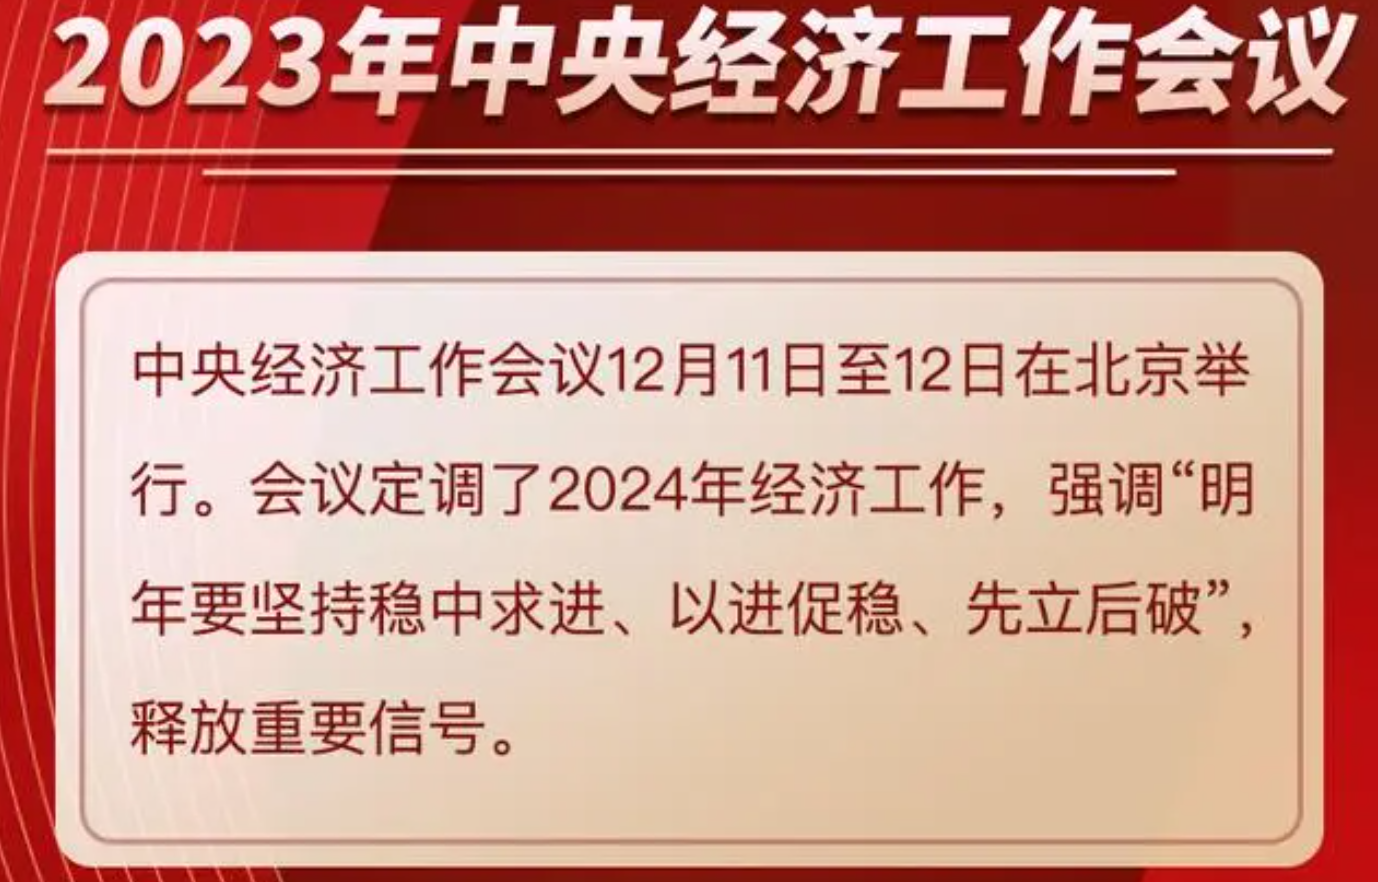 2023年中央经济工作会议
中央经济工作会议12月11日至12日在北京举
行。会议定调了2024年经济工作，强调“明
年要坚持稳中求进、以进促稳、先立后破”，
释放重要信号。